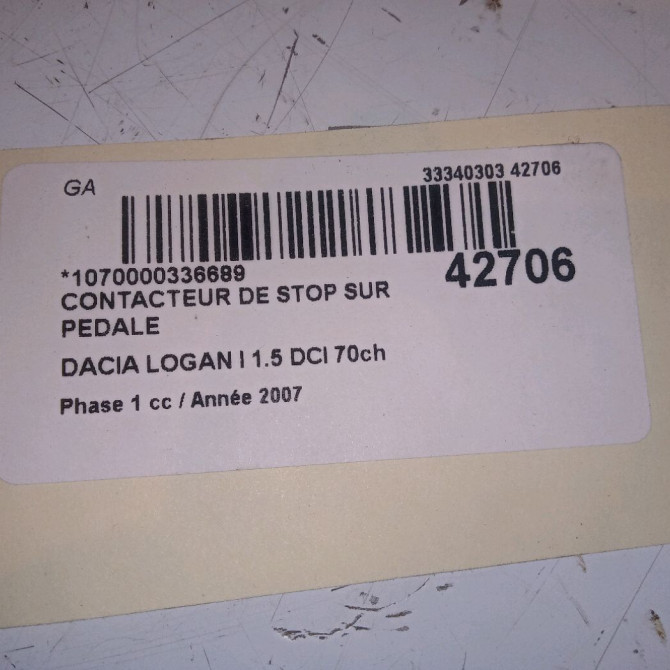 GA
33340303 42706
*1070000336689
42706
CONTACTEUR DE STOP SUR
PEDALE
DACIA LOGAN I 1.5 DCI 70ch
Phase 1 cc / Année 2007